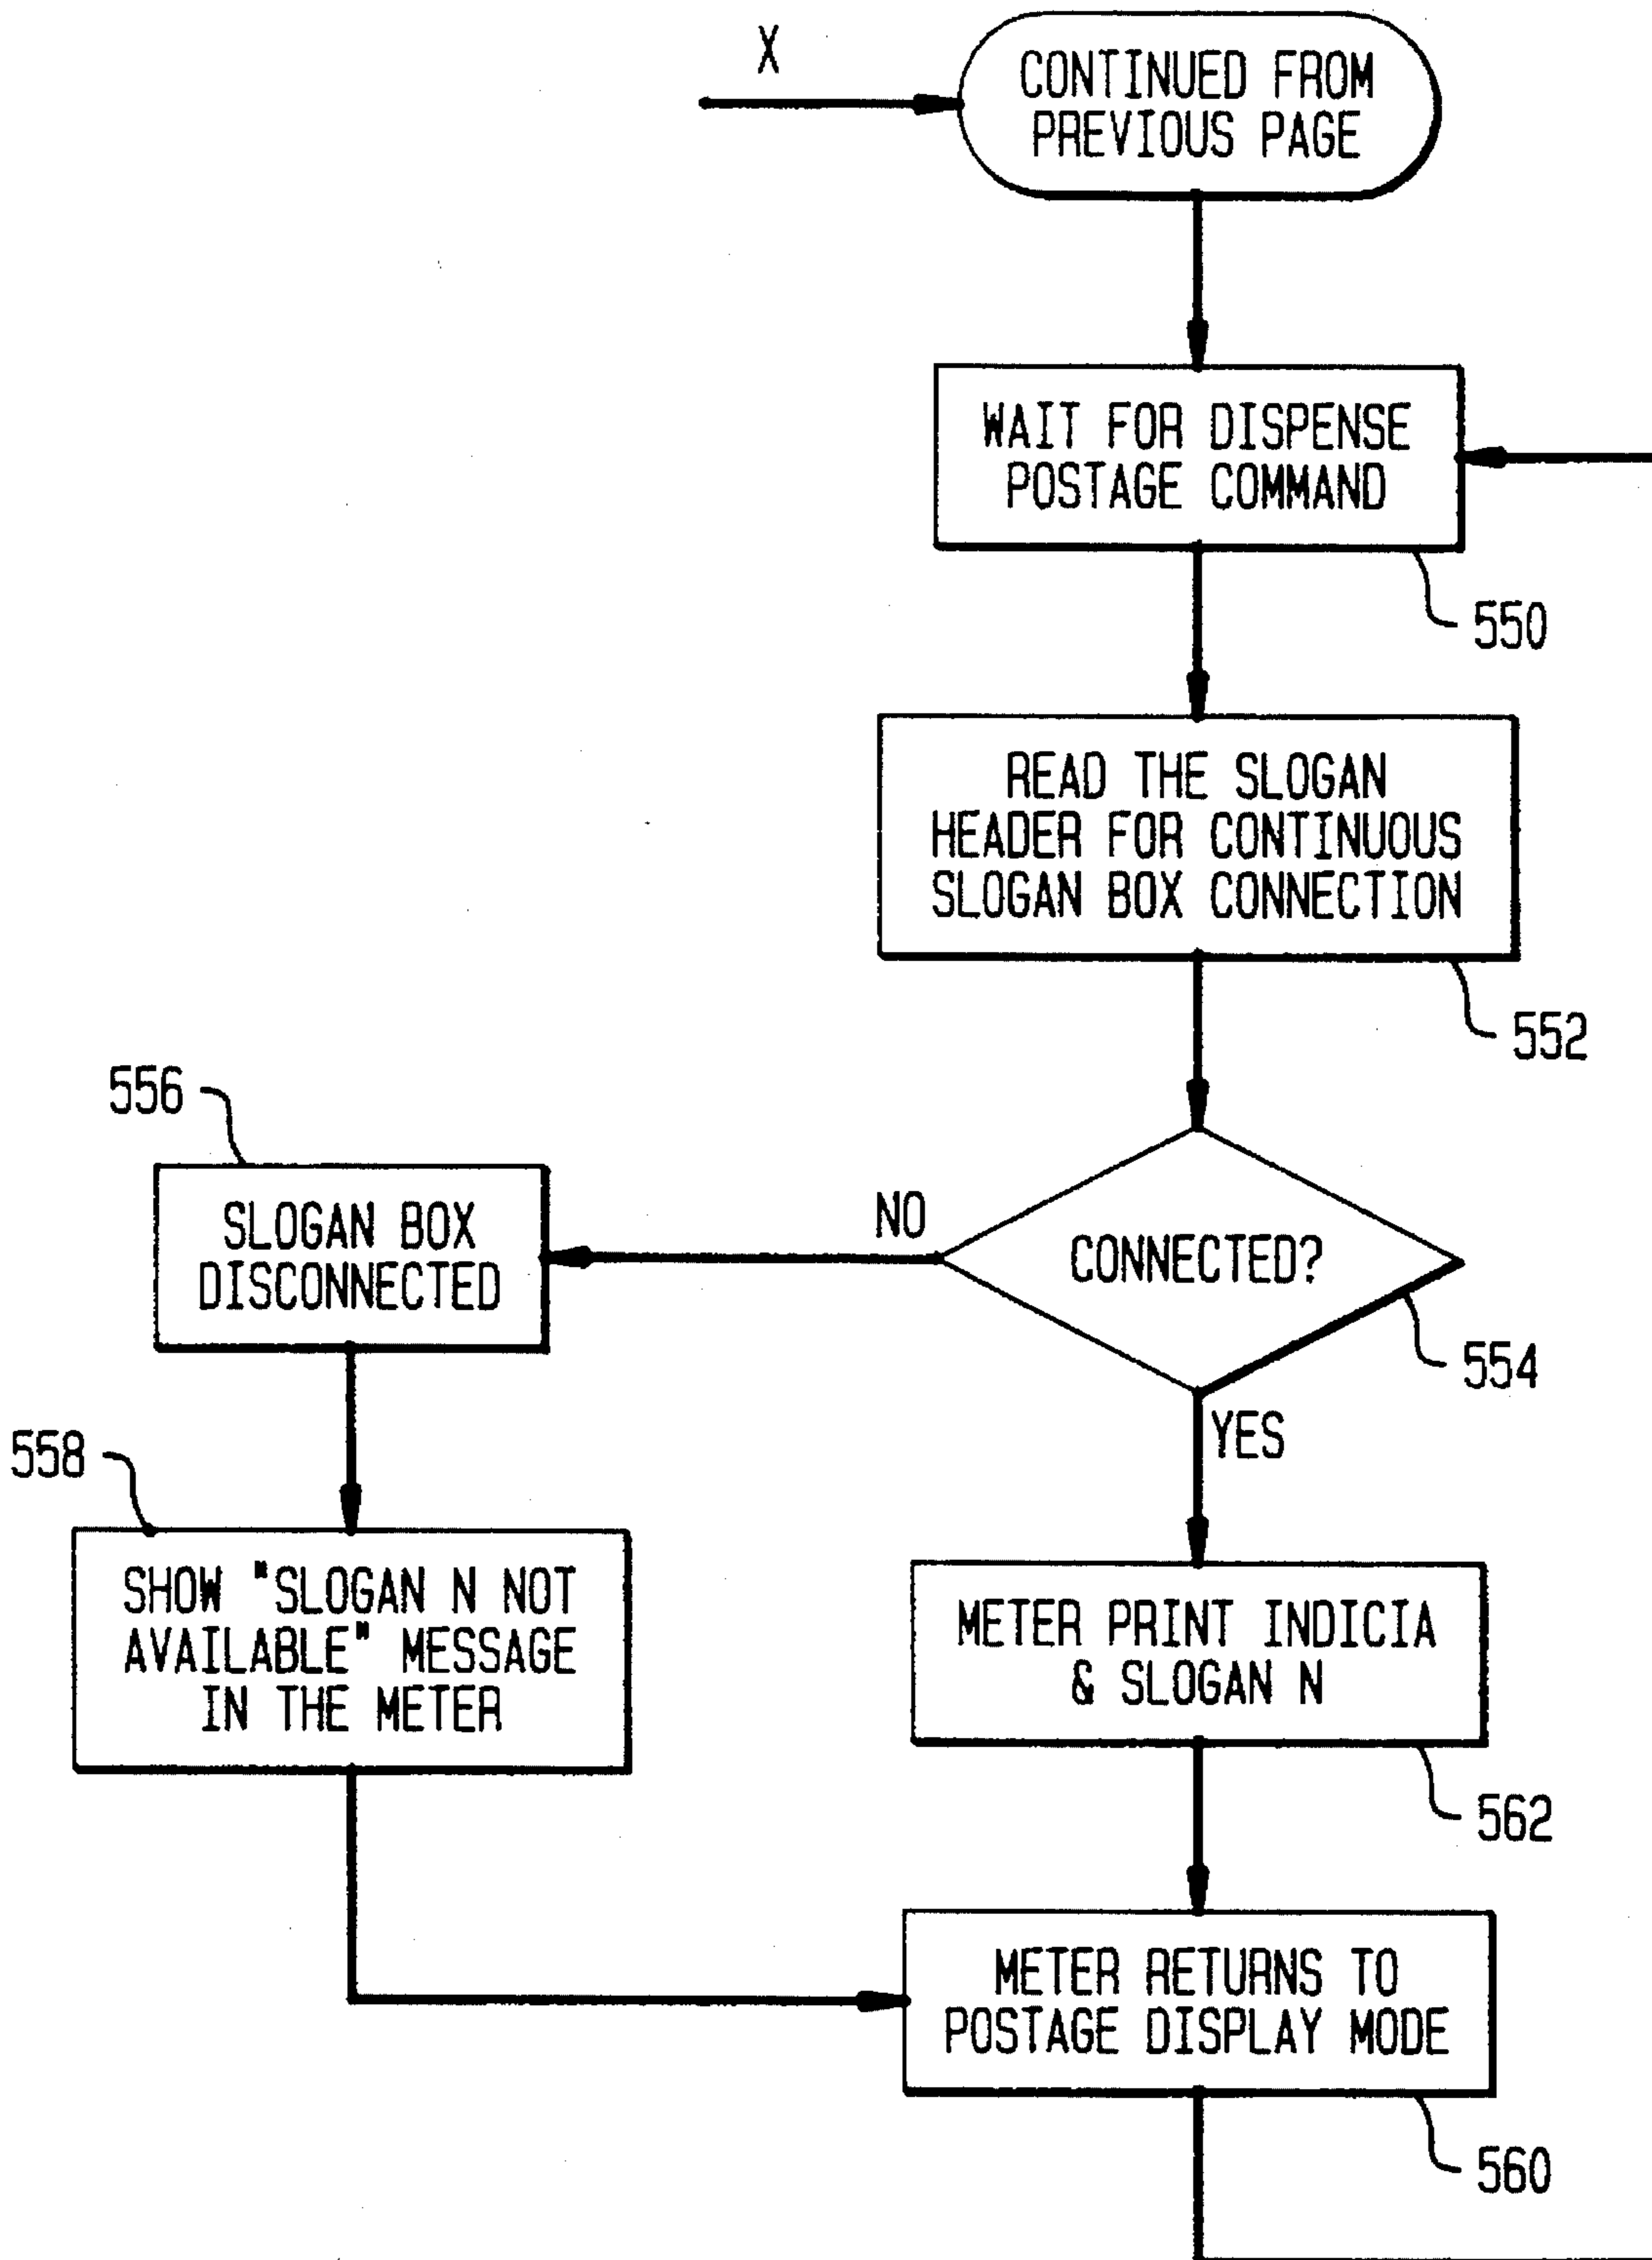 X
CONTINUED FROM
PREVIOUS PAGE
WAIT FOR DISPENSE
POSTAGE COMMAND
550
READ THE SLOGAN
HEADER FOR CONTINUOUS
SLOGAN BOX CONNECTION
552
556
SLOGAN BOX
DISCONNECTED
NO
CONNECTED?
554
YES
558
SHOW "SLOGAN N NOT
AVAILABLE" MESSAGE
IN THE METER
METER PRINT INDICIA
& SLOGAN N
562
METER RETURNS TO
POSTAGE DISPLAY MODE
560